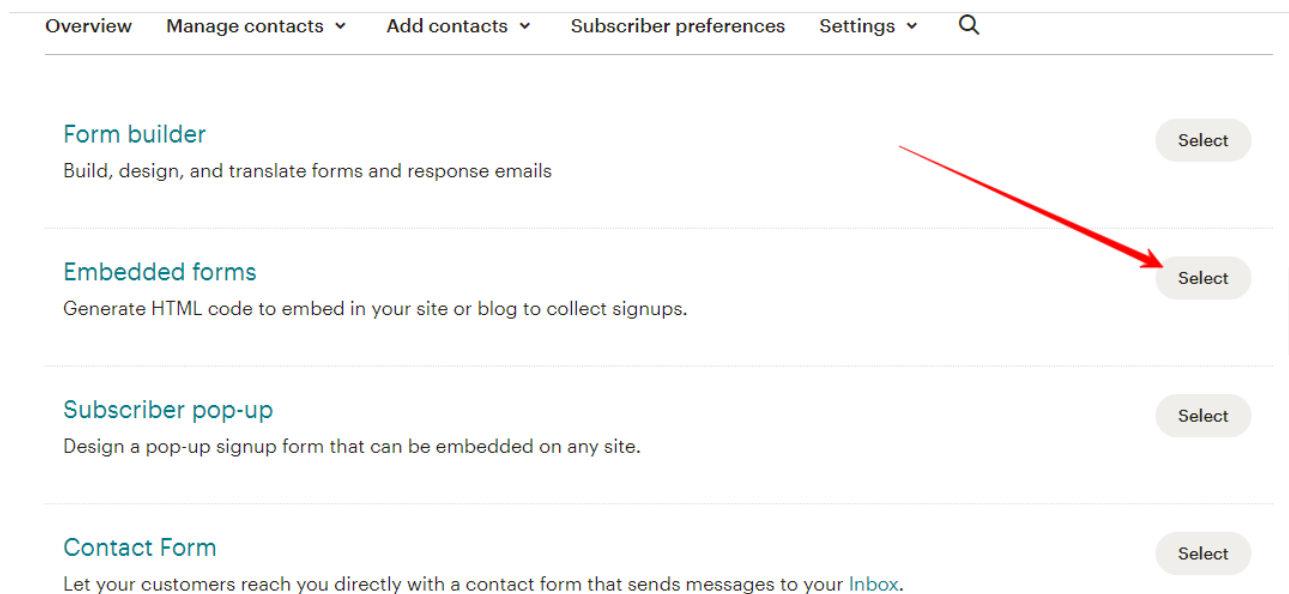 Overview Manage contacts Add contacts Subscriber preferences Settings
Form builder
Select
Build, design, and translate forms and response emails
Embedded forms
Select
Generate HTML code to embed in your site or blog to collect signups.
Subscriber pop-up
Select
Design a pop-up signup form that can be embedded on any site.
Contact Form
Select
Let your customers reach you directly with a contact form that sends messages to your Inbox.